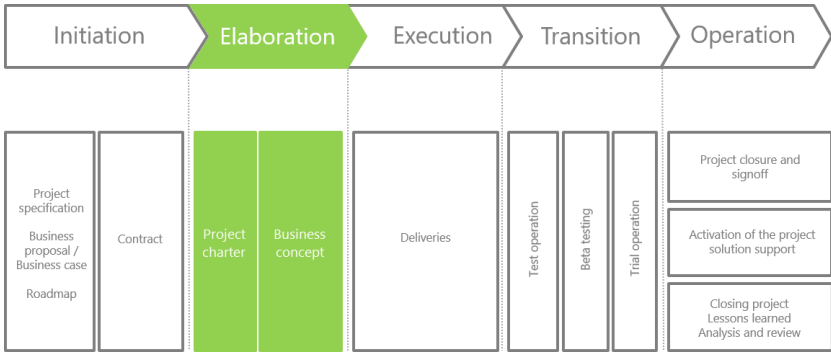 Initiation
Elaboration
Execution
Transition
Operation
Project
specification
Business
proposal /
Business case
Roadmap
Contract
Project
charter
Business
concept
Deliveries
Test operation
Beta testing
Trial operation
Project closure and
signoff
Activation of the project
solution support
Closing project
Lessons learned
Analysis and review